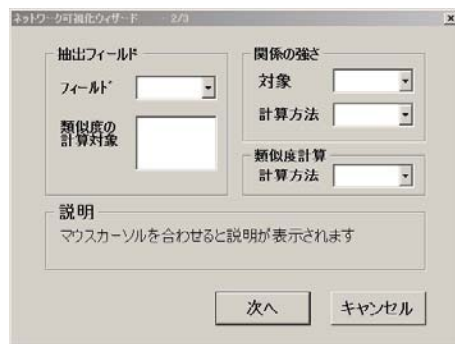 ネットワーク可視化ウィザード - 2/3
抽出フィールド
フィールド
類似度の
計算対象
関係の強さ
対象
計算方法
類似度計算
計算方法
説明
マウスカーソルを合わせると説明が表示されます
次へ
キャンセル